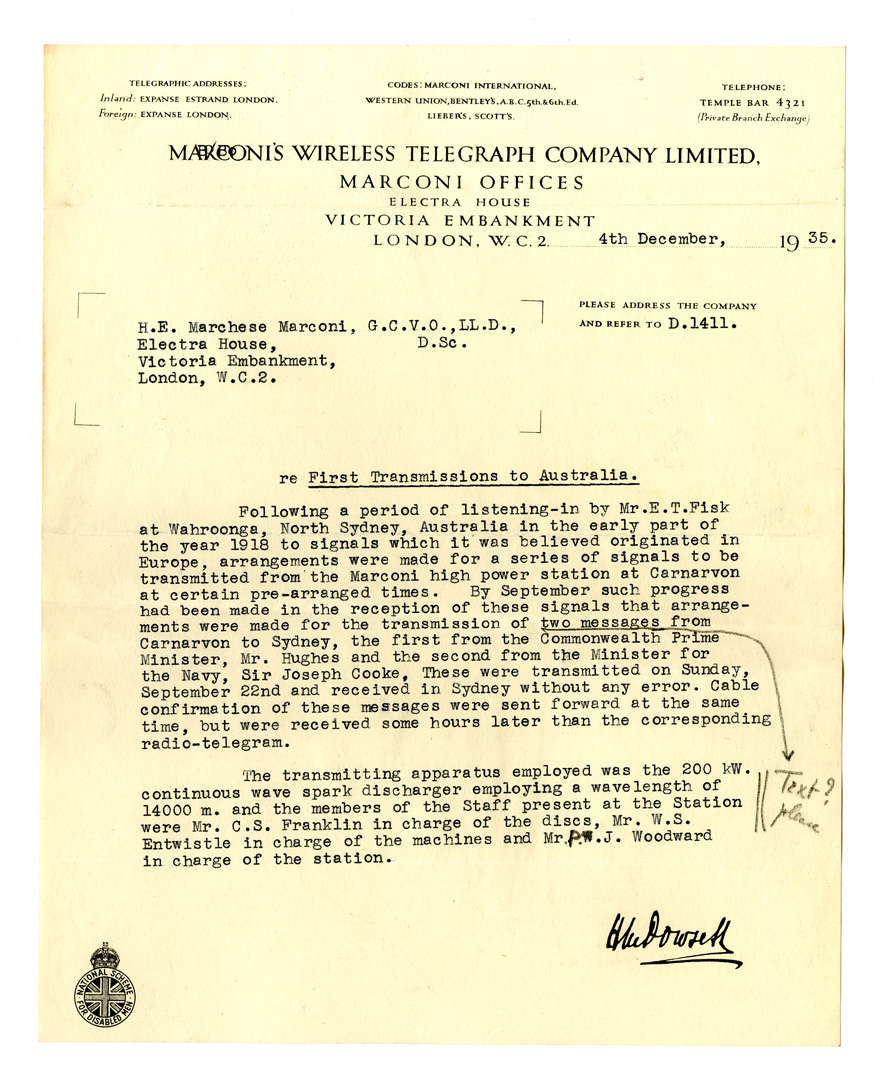 TELEGRAPHIC ADDRESSES:
Inland: EXPANSE ESTRAND LONDON.
Foreign: EXPANSE LONDON.
CODES: MARCONI INTERNATIONAL,
WESTERN UNION, BENTLEY'S, A.B.C. 5th. & 6th. Ed.
LIEBER'S, SCOTT'S.
TELEPHONE:
TEMPLE BAR 4321
(Private Branch Exchange)
MARCONI'S WIRELESS TELEGRAPH COMPANY LIMITED,
MARCONI OFFICES
ELECTRA HOUSE
VICTORIA EMBANKMENT
LONDON, W.C.2. 4th December, 1935.
PLEASE ADDRESS THE COMPANY
AND REFER TO D.1411.
H.E. Marchese Marconi, G.C.V.O.,LL.D.,
Electra House, D.Sc.
Victoria Embankment,
London, W.C.2.
re First Transmissions to Australia.
Following a period of listening-in by Mr.E.T.Fisk
at Wahroonga, North Sydney, Australia in the early part of
the year 1918 to signals which it was believed originated in
Europe, arrangements were made for a series of signals to be
transmitted from the Marconi high power station at Carnarvon
at certain pre-arranged times. By September such progress
had been made in the reception of these signals that arrange-
ments were made for the transmission of two messages from
Carnarvon to Sydney, the first from the Commonwealth Prime
Minister, Mr. Hughes and the second from the Minister for
the Navy, Sir Joseph Cooke, These were transmitted on Sunday,
September 22nd and received in Sydney without any error. Cable
confirmation of these messages were sent forward at the same
time, but were received some hours later than the corresponding
radio-telegram.
The transmitting apparatus employed was the 200 kW.
continuous wave spark discharger employing a wavelength of
14000 m. and the members of the Staff present at the Station
were Mr. C.S. Franklin in charge of the discs, Mr. W.S.
Entwistle in charge of the machines and Mr. P.W.J. Woodward
in charge of the station.
Text?
please
HMDowsett
NATIONAL SCHEME
FOR DISABLED MEN